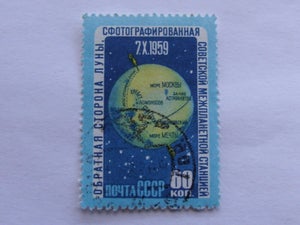 ОБРАТНАЯ СТОРОНА ЛУНЫ,
СФОТОГРАФИРОВАННАЯ
СОВЕТСКОЙ МЕЖПЛАНЕТНОЙ СТАНЦИЕЙ
7.X.1959
МОРЕ МОСКВЫ
ЗАЛИВ
АСТРОНАВТОВ
МОРЕ
МЕЧТЫ
ПОЧТА СССР
60
КОП.